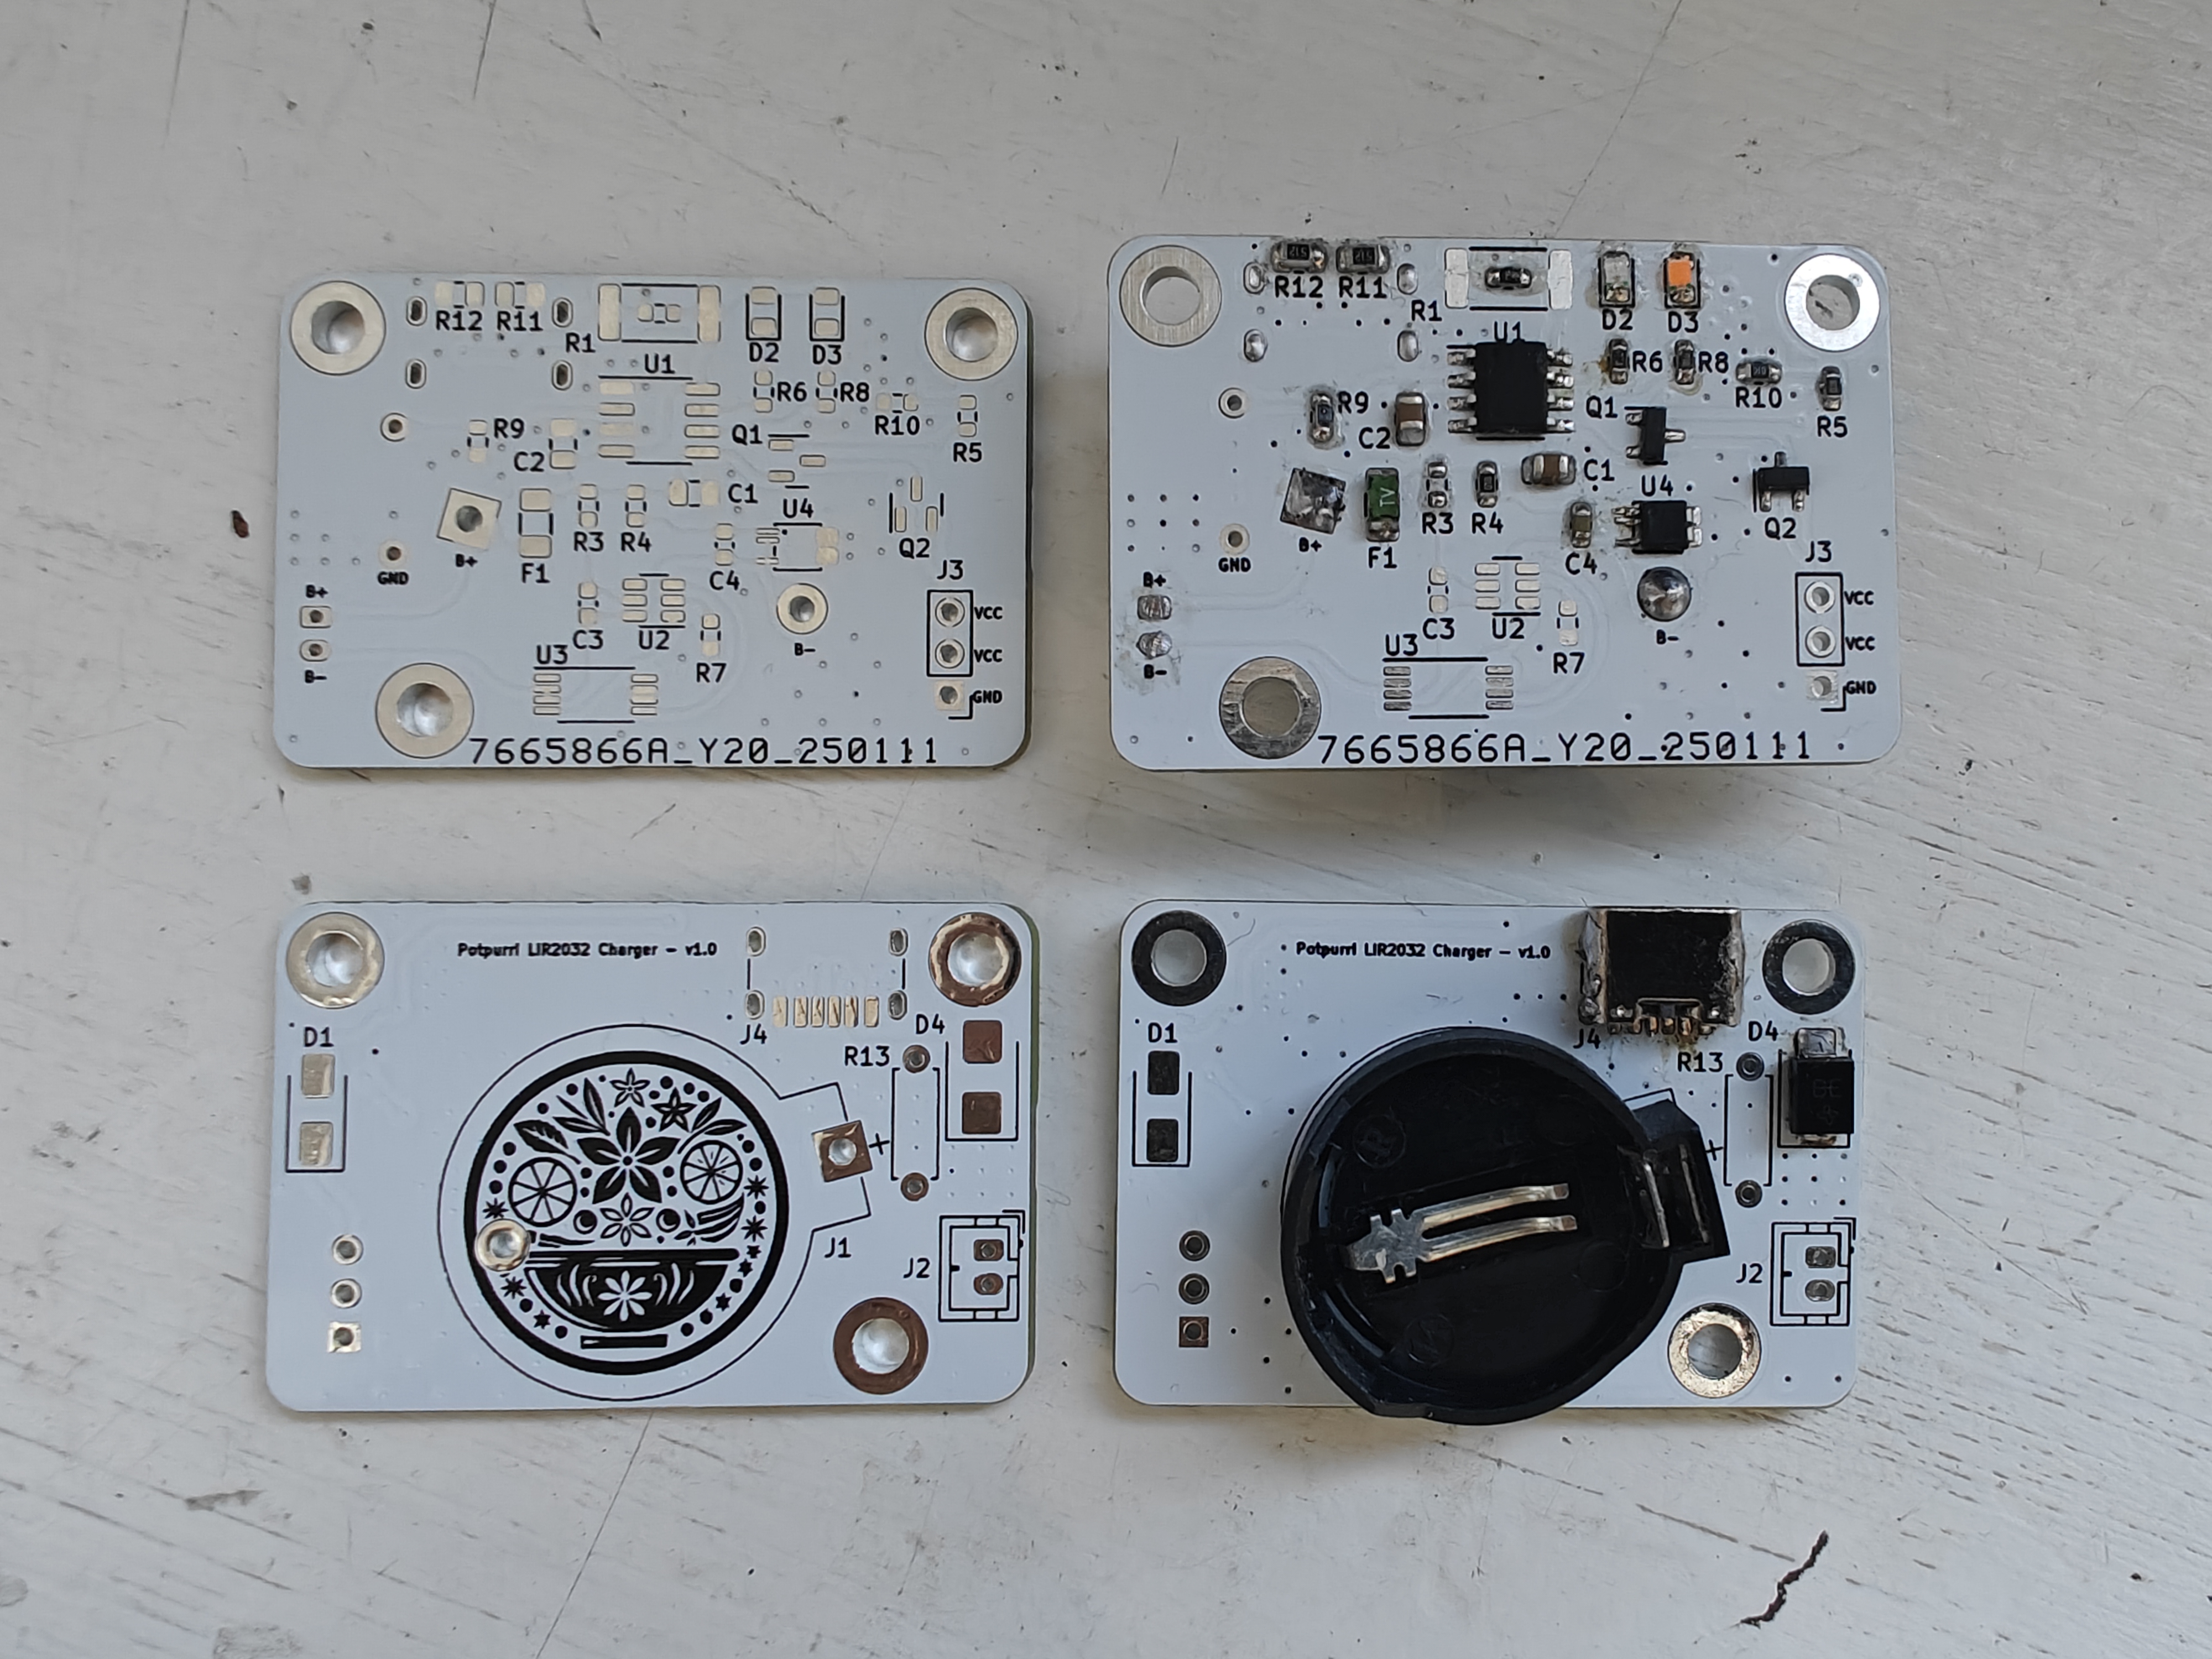 R12 R11
R1
D2 D3
U1
R6 R8
R10
R9
Q1
R5
C2
C1
U4
B+
F1
R3 R4
C4
Q2
GND
J3
B+
VCC
C3 U2
B-
VCC
U3
R7
B-
GND
7665866A_Y20_250111
512 512
R12 R11
R1
D2 D3
U1
R6 R8
R10
R9
Q1
R5
C2
C1
U4
TV
B+
F1
R3 R4
C4
Q2
GND
J3
B+
VCC
C3 U2
B-
VCC
U3
R7
B-
GND
7665866A_Y20_250111
Potpurri LIR2032 Charger - v1.0
J4
D4
D1
R13
+
J1
J2
Potpurri LIR2032 Charger - v1.0
J4
D4
D1
R13
+
J2